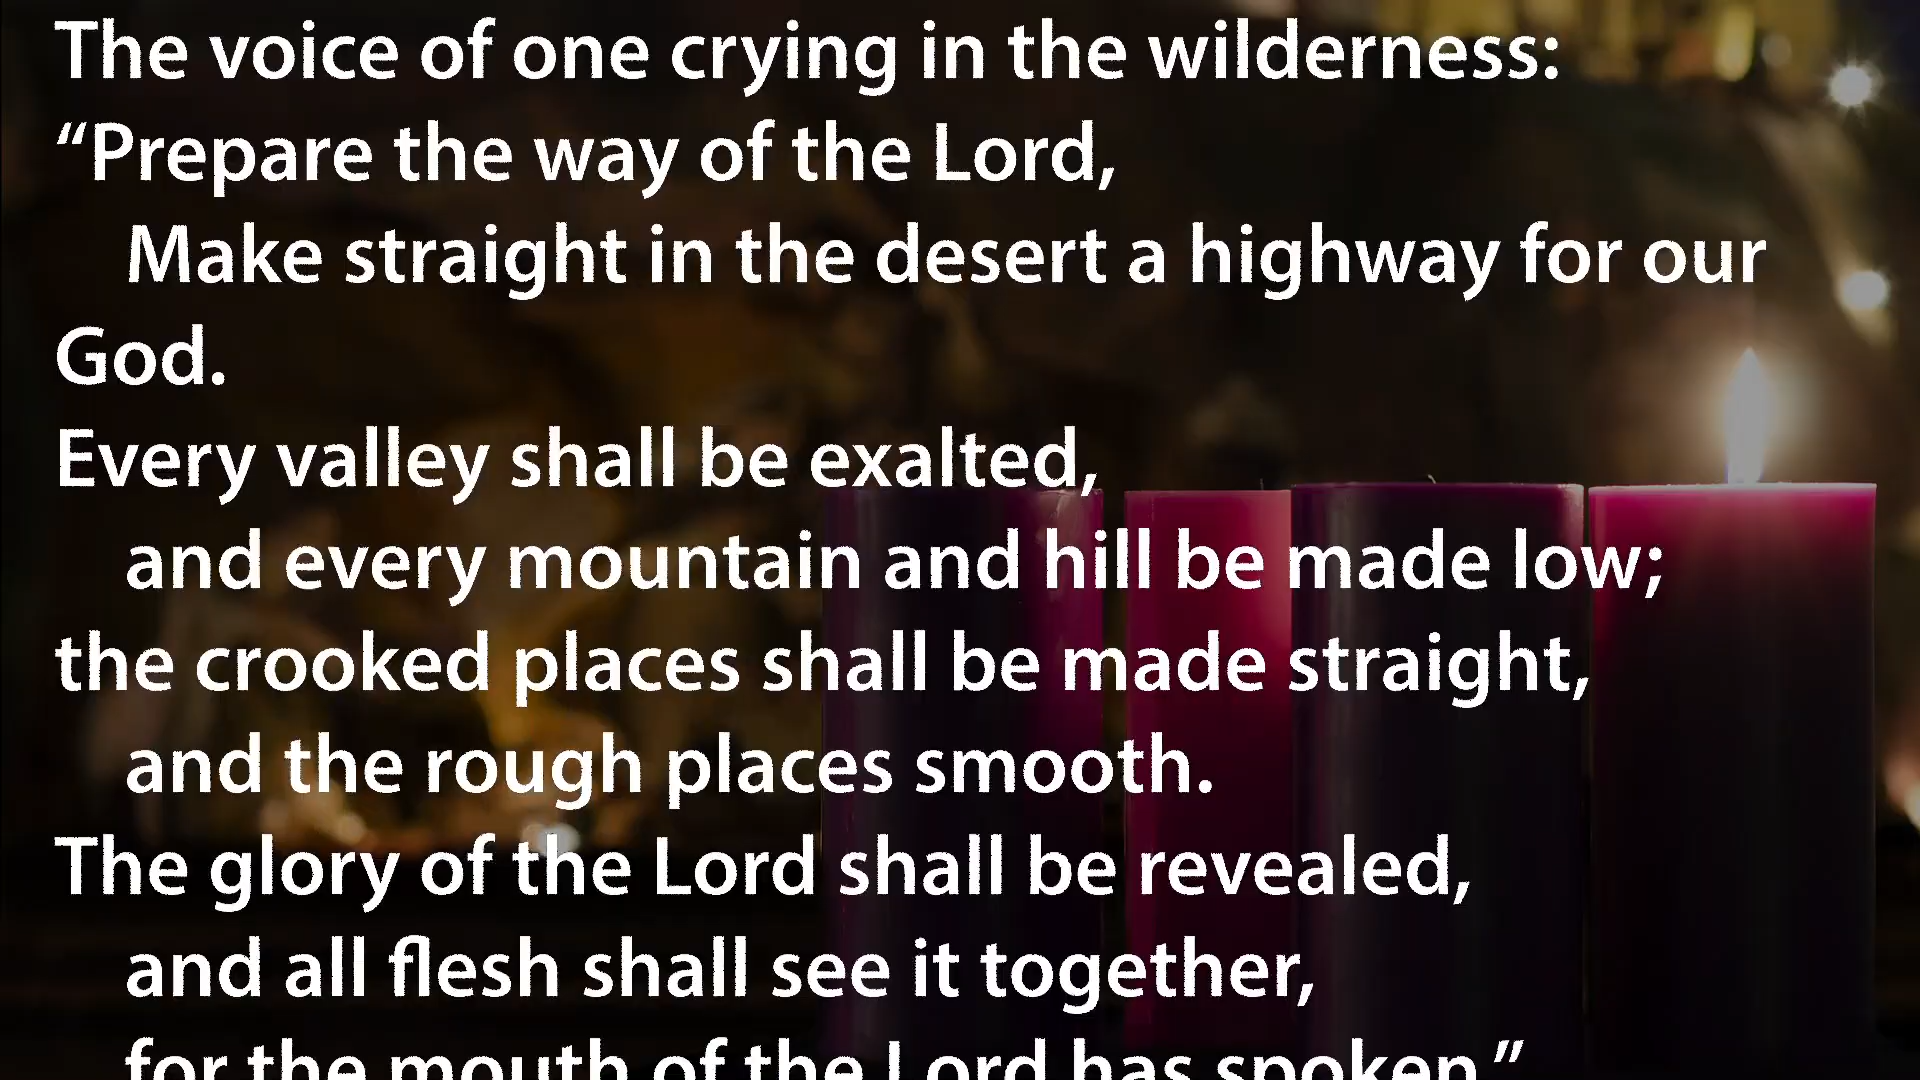 The voice of one crying in the wilderness:
“Prepare the way of the Lord,
Make straight in the desert a highway for our
God.
Every valley shall be exalted,
and every mountain and hill be made low;
the crooked places shall be made straight,
and the rough places smooth.
The glory of the Lord shall be revealed,
and all flesh shall see it together,
for the mouth of the Lord has spoken.”